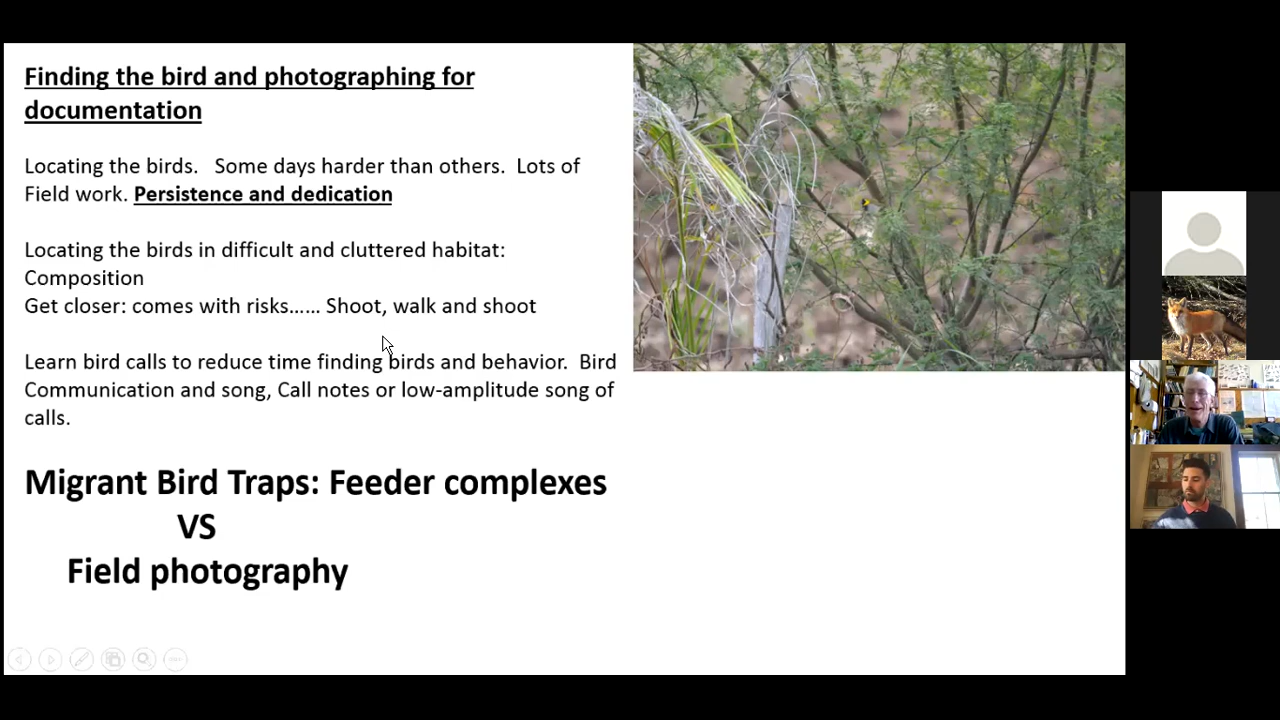 Finding the bird and photographing for
documentation
Locating the birds. Some days harder than others. Lots of
Field work. Persistence and dedication
Locating the birds in difficult and cluttered habitat:
Composition
Get closer: comes with risks...... Shoot, walk and shoot
Learn bird calls to reduce time finding birds and behavior. Bird
Communication and song, Call notes or low-amplitude song of
calls.
Migrant Bird Traps: Feeder complexes
VS
Field photography